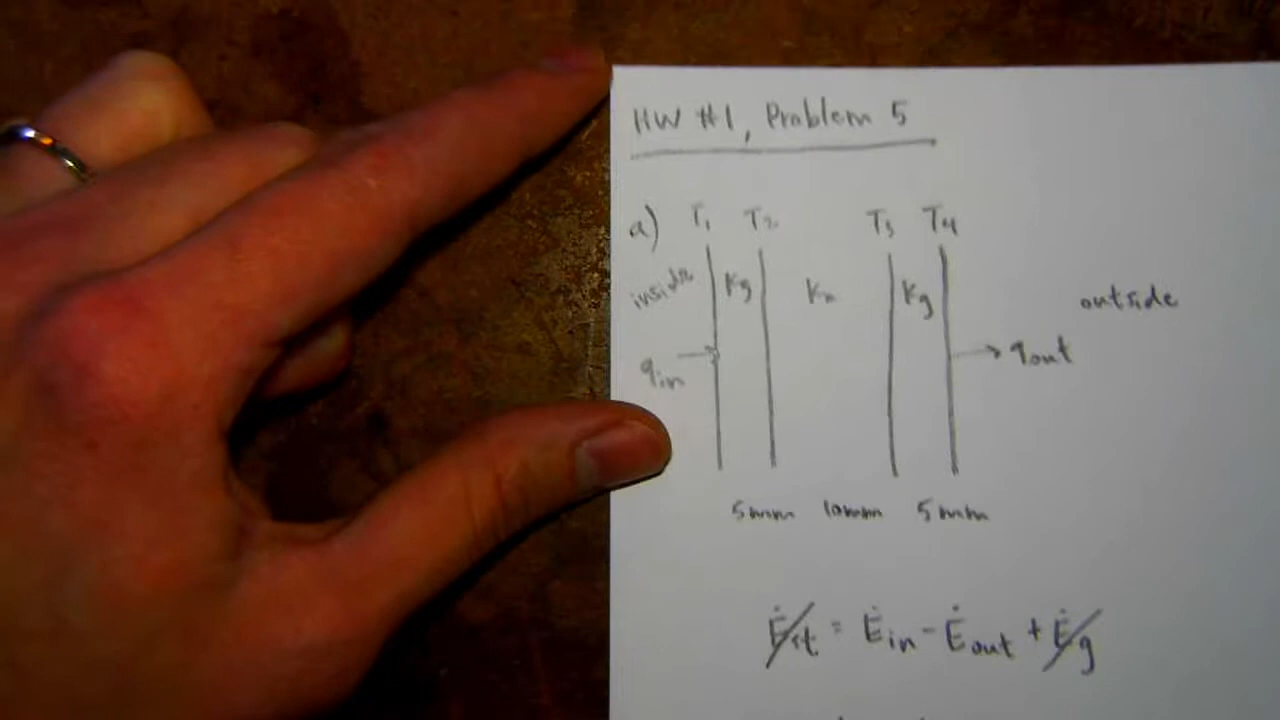 HW #1, Problem 5
a) T1 T2 T3 T4
inside Kg Ka Kg outside
qin qout
5mm 10mm 5mm
Ėst = Ėin - Ėout + Ėg